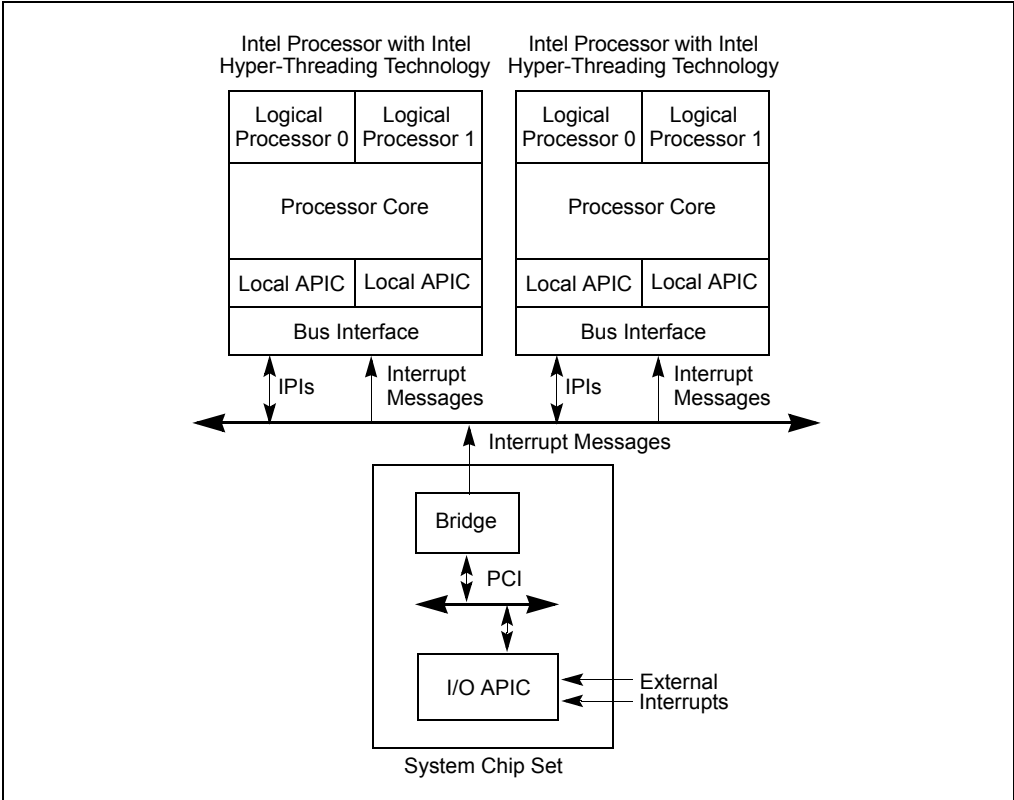 Intel Processor with Intel
Hyper-Threading Technology
Intel Processor with Intel
Hyper-Threading Technology
Logical
Processor 0
Logical
Processor 1
Logical
Processor 0
Logical
Processor 1
Processor Core
Processor Core
Local APIC
Local APIC
Local APIC
Local APIC
Bus Interface
Bus Interface
IPIs
Interrupt
Messages
IPIs
Interrupt
Messages
Interrupt Messages
Bridge
PCI
I/O APIC
External
Interrupts
System Chip Set